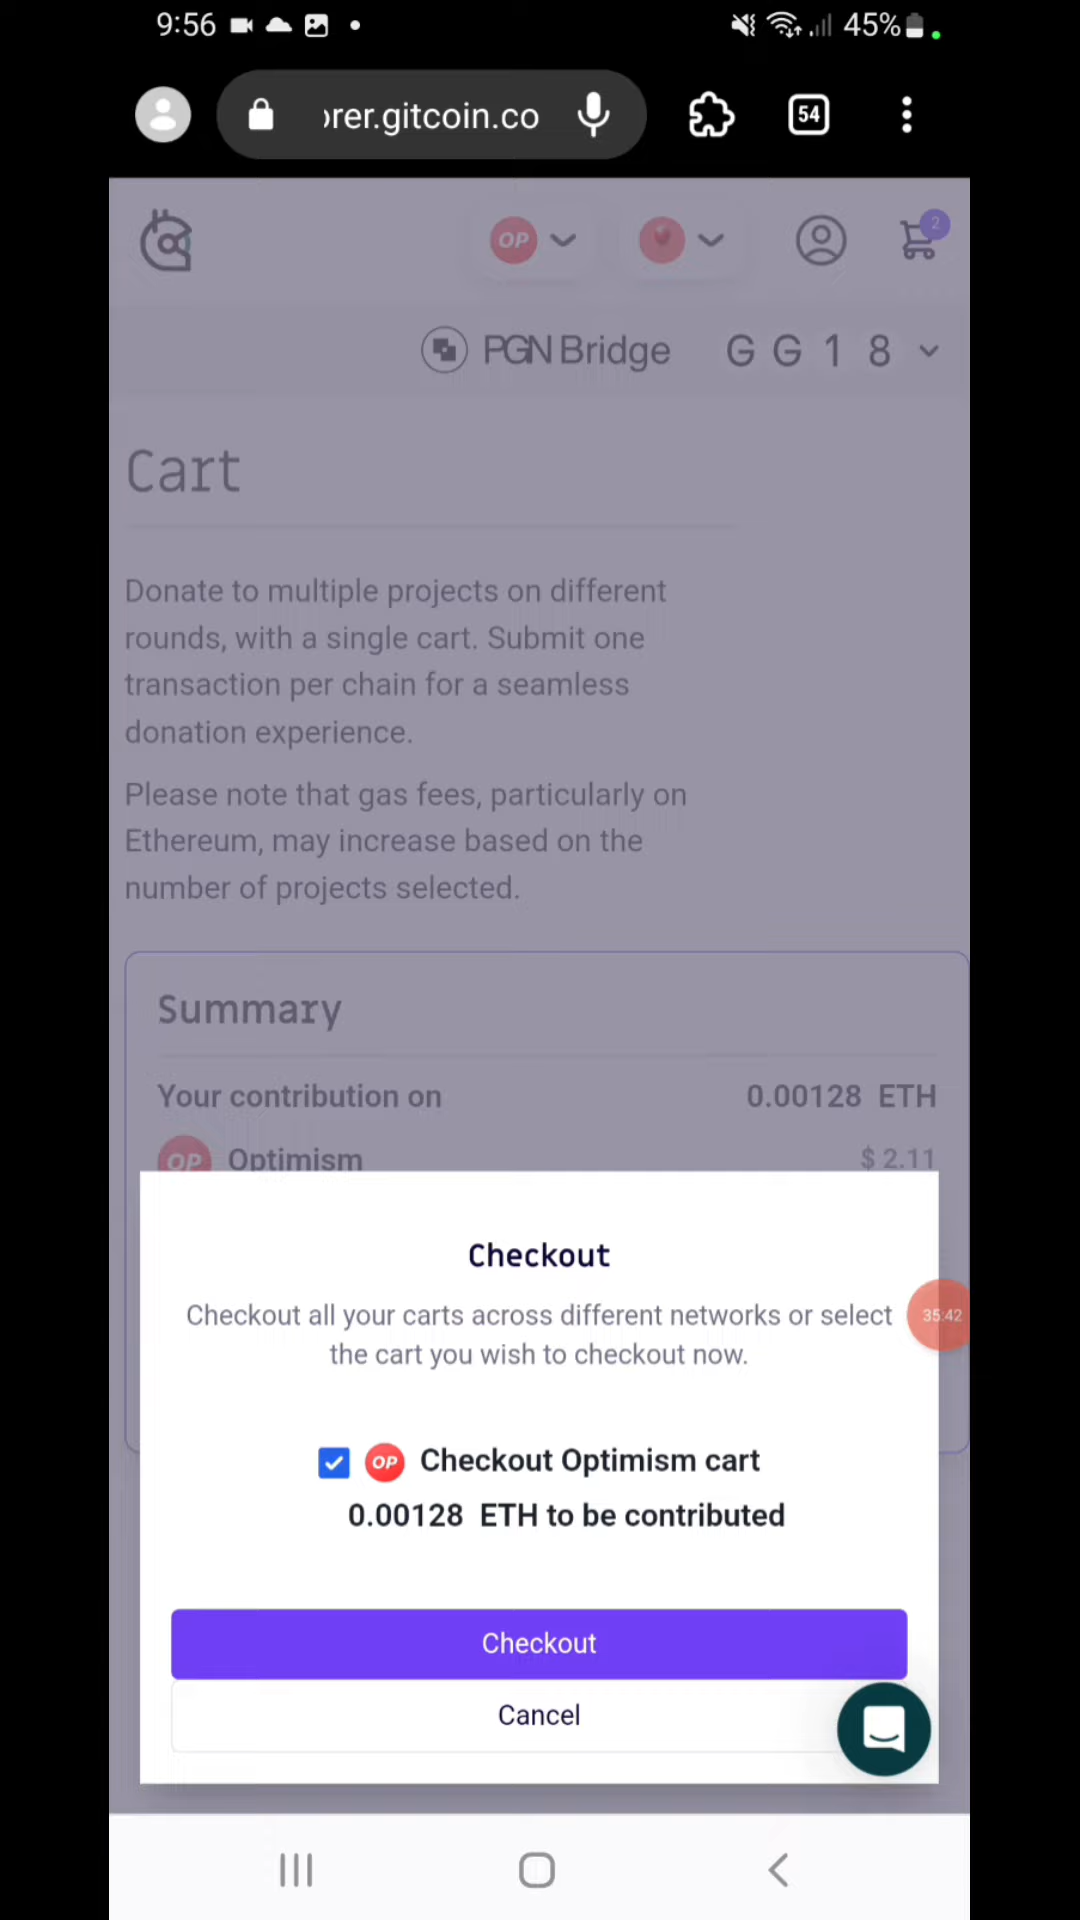 9:56
45%
orer.gitcoin.co
54
OP
2
PGN Bridge
GG18
Cart
Donate to multiple projects on different
rounds, with a single cart. Submit one
transaction per chain for a seamless
donation experience.
Please note that gas fees, particularly on
Ethereum, may increase based on the
number of projects selected.
Summary
Your contribution on
0.00128 ETH
OP Optimism
$ 2.11
Checkout
Checkout all your carts across different networks or select
the cart you wish to checkout now.
35:42
OP Checkout Optimism cart
0.00128 ETH to be contributed
Checkout
Cancel